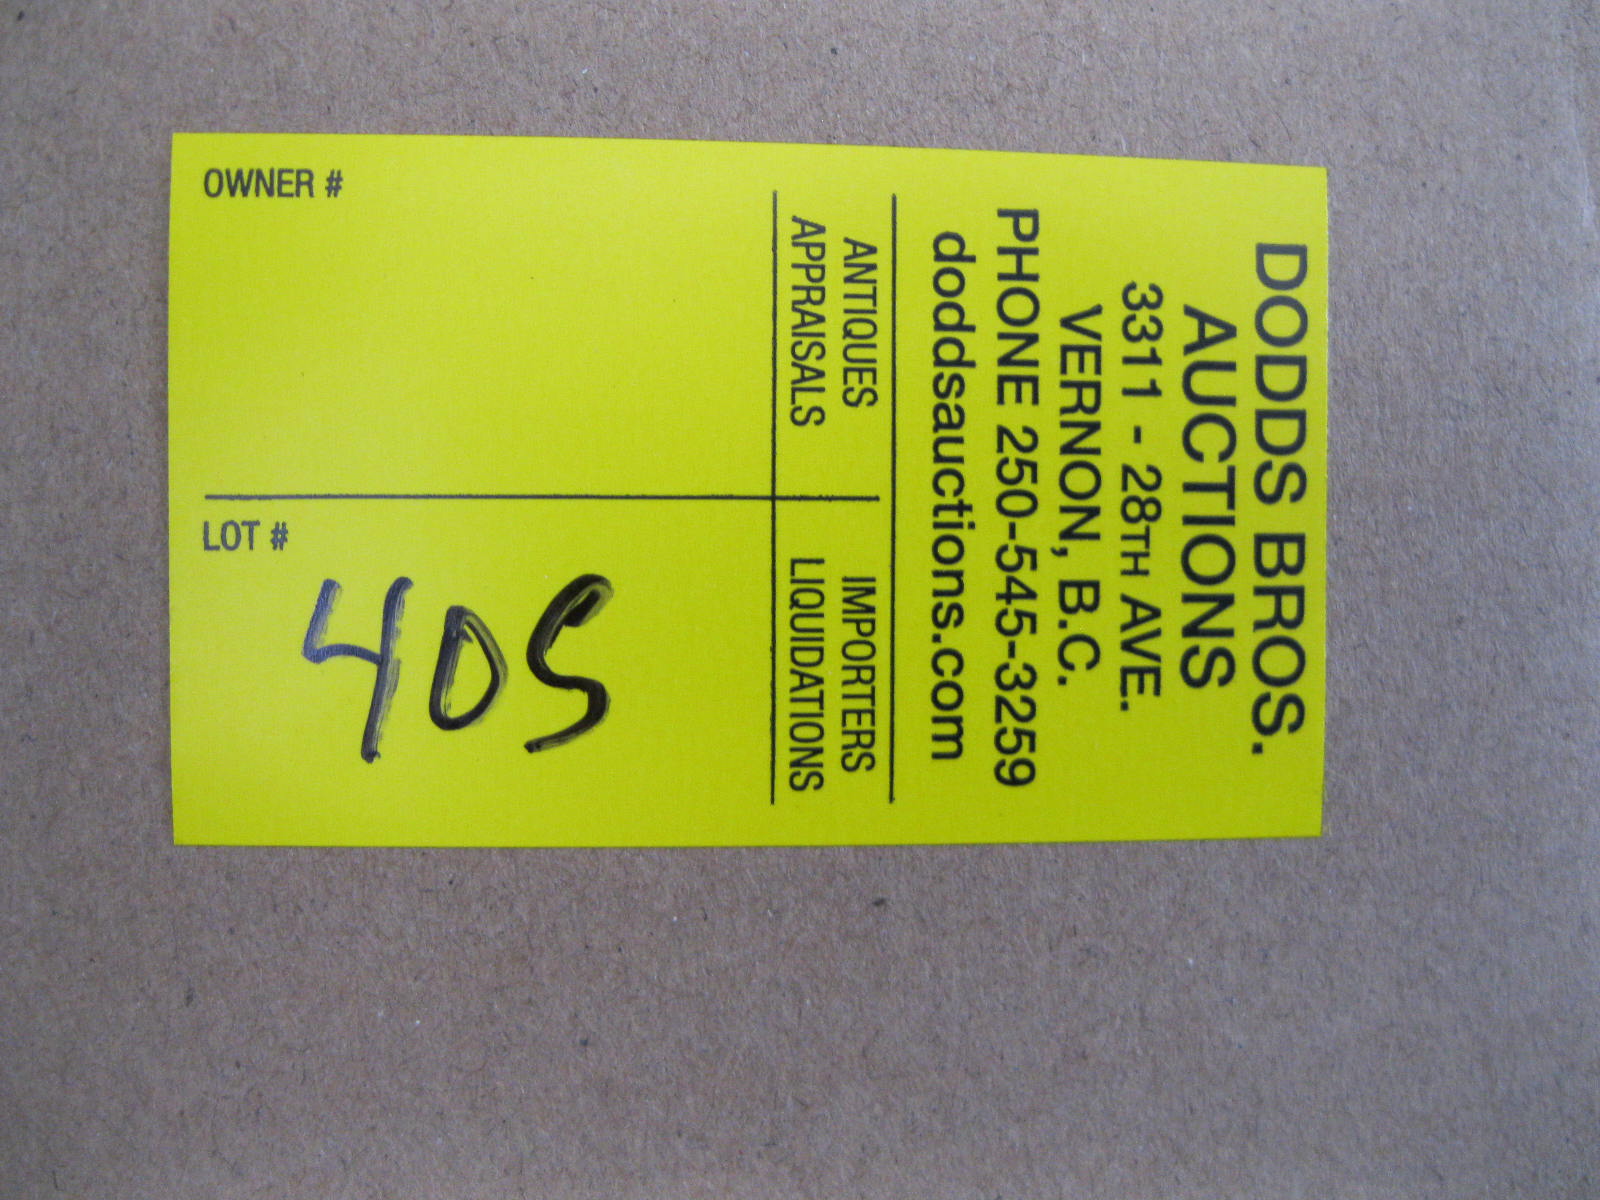 DODDS BROS.
AUCTIONS
3311 - 28TH AVE.
VERNON, B.C.
PHONE 250-545-3259
doddsauctions.com
ANTIQUES
APPRAISALS
IMPORTERS
LIQUIDATIONS
OWNER #
LOT #
405